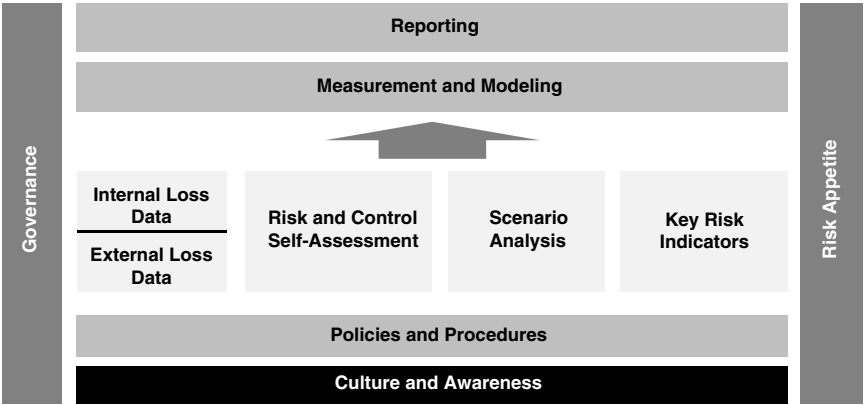 Reporting
Measurement and Modeling
Governance
Internal Loss
Data
External Loss
Data
Risk and Control
Self-Assessment
Scenario
Analysis
Key Risk
Indicators
Risk Appetite
Policies and Procedures
Culture and Awareness